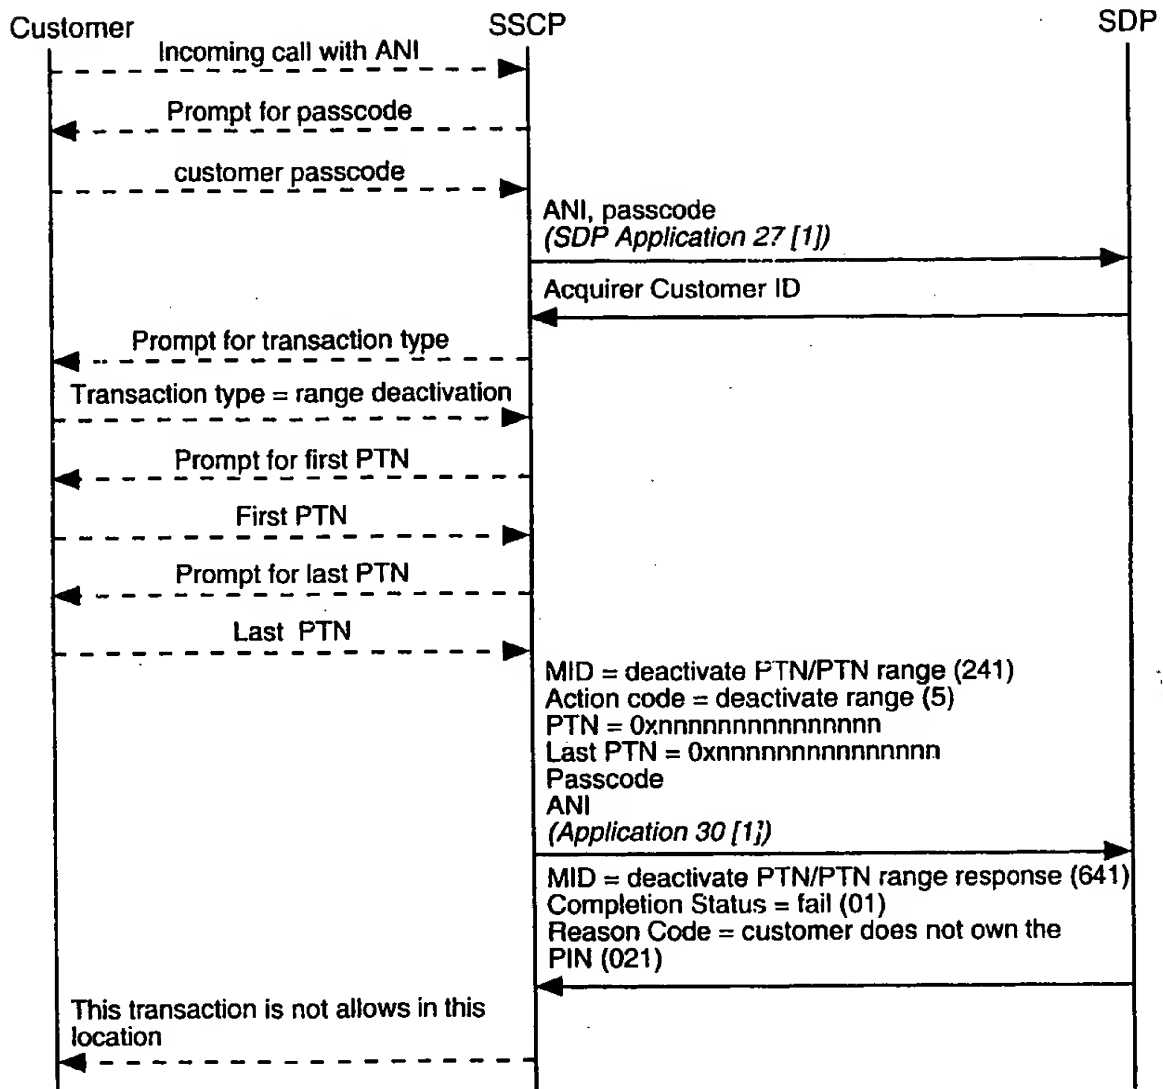 Customer
SSCP
SDP
Incoming call with ANI
Prompt for passcode
customer passcode
ANI, passcode
(SDP Application 27 [1])
Acquirer Customer ID
Prompt for transaction type
Transaction type = range deactivation
Prompt for first PTN
First PTN
Prompt for last PTN
Last PTN
MID = deactivate PTN/PTN range (241)
Action code = deactivate range (5)
PTN = 0xnnnnnnnnnnnnnnnn
Last PTN = 0xnnnnnnnnnnnnnnnn
Passcode
ANI
(Application 30 [1])
MID = deactivate PTN/PTN range response (641)
Completion Status = fail (01)
Reason Code = customer does not own the
PIN (021)
This transaction is not allows in this
location